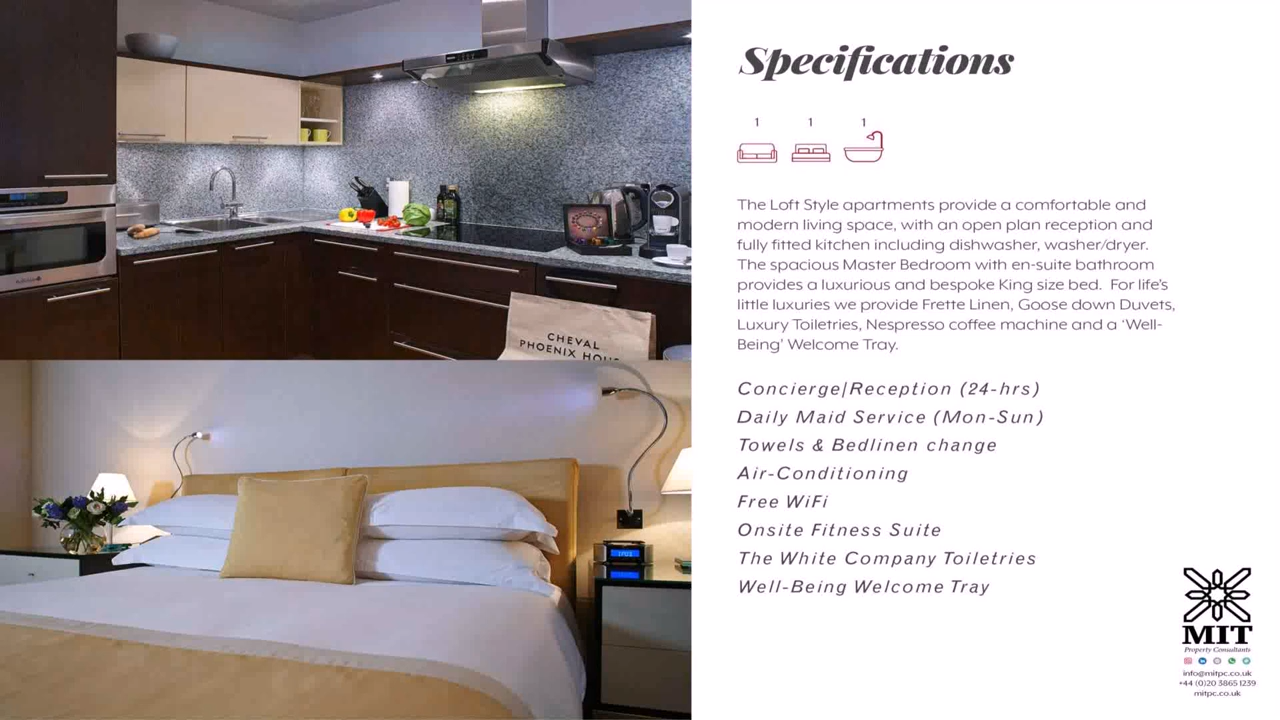 Specifications
1 1 1
The Loft Style apartments provide a comfortable and
modern living space, with an open plan reception and
fully fitted kitchen including dishwasher, washer/dryer.
The spacious Master Bedroom with en-suite bathroom
provides a luxurious and bespoke King size bed. For life's
little luxuries we provide Frette Linen, Goose down Duvets,
Luxury Toiletries, Nespresso coffee machine and a 'Well-
Being' Welcome Tray.
Concierge|Reception (24-hrs)
Daily Maid Service (Mon-Sun)
Towels & Bedlinen change
Air-Conditioning
Free WiFi
Onsite Fitness Suite
The White Company Toiletries
Well-Being Welcome Tray
CHEVAL
PHOENIX HOU
MIT
Property Consultants
info@mitpc.co.uk
+44 (0)20 3865 1239
mitpc.co.uk